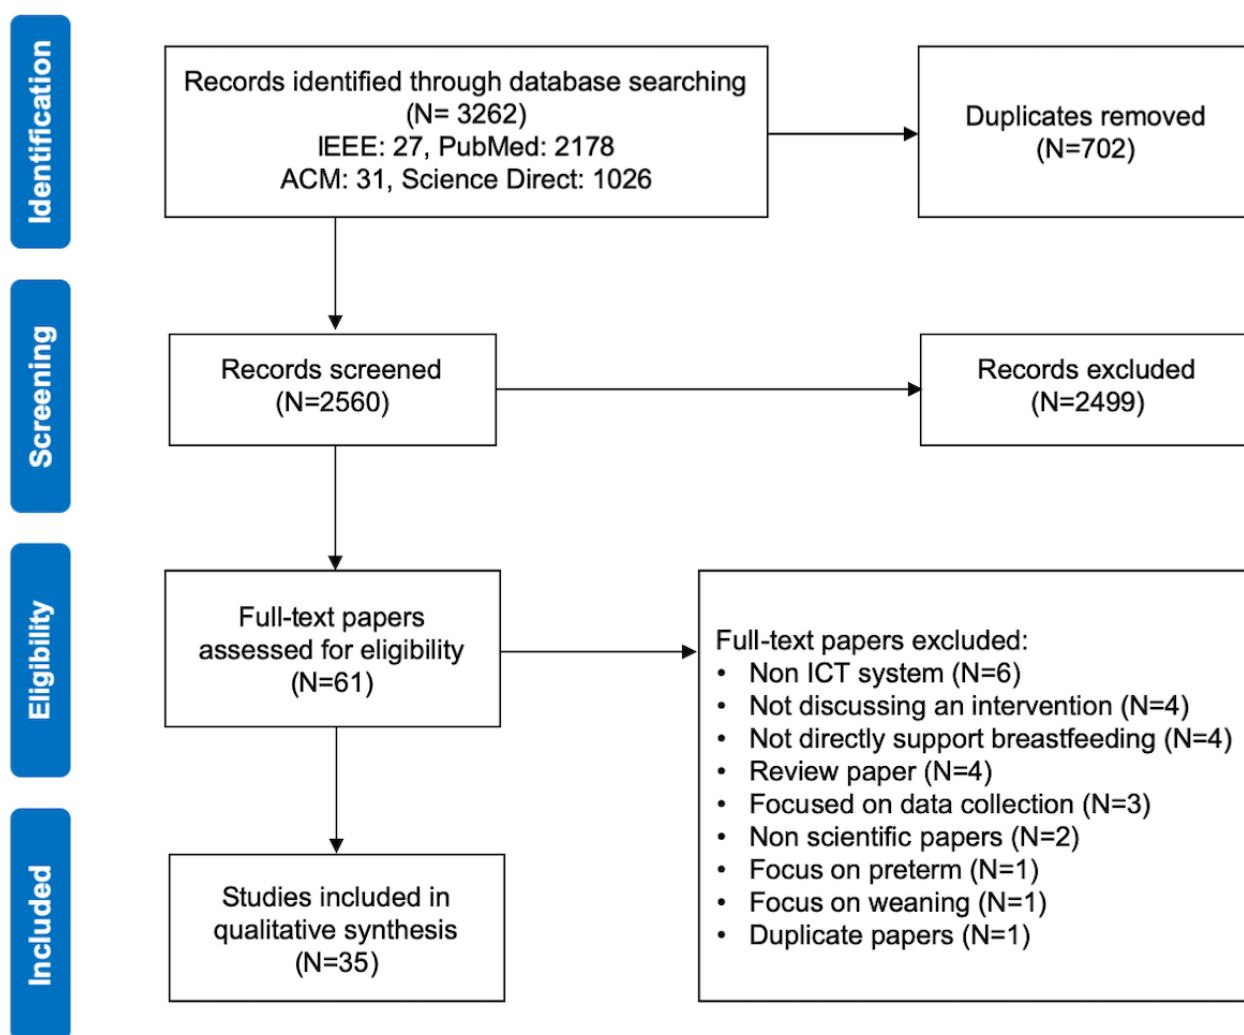 Identification
Records identified through database searching
(N= 3262)
IEEE: 27, PubMed: 2178
ACM: 31, Science Direct: 1026
Duplicates removed
(N=702)
Screening
Records screened
(N=2560)
Records excluded
(N=2499)
Eligibility
Full-text papers
assessed for eligibility
(N=61)
Full-text papers excluded:
• Non ICT system (N=6)
• Not discussing an intervention (N=4)
• Not directly support breastfeeding (N=4)
• Review paper (N=4)
• Focused on data collection (N=3)
• Non scientific papers (N=2)
• Focus on preterm (N=1)
• Focus on weaning (N=1)
• Duplicate papers (N=1)
Included
Studies included in
qualitative synthesis
(N=35)